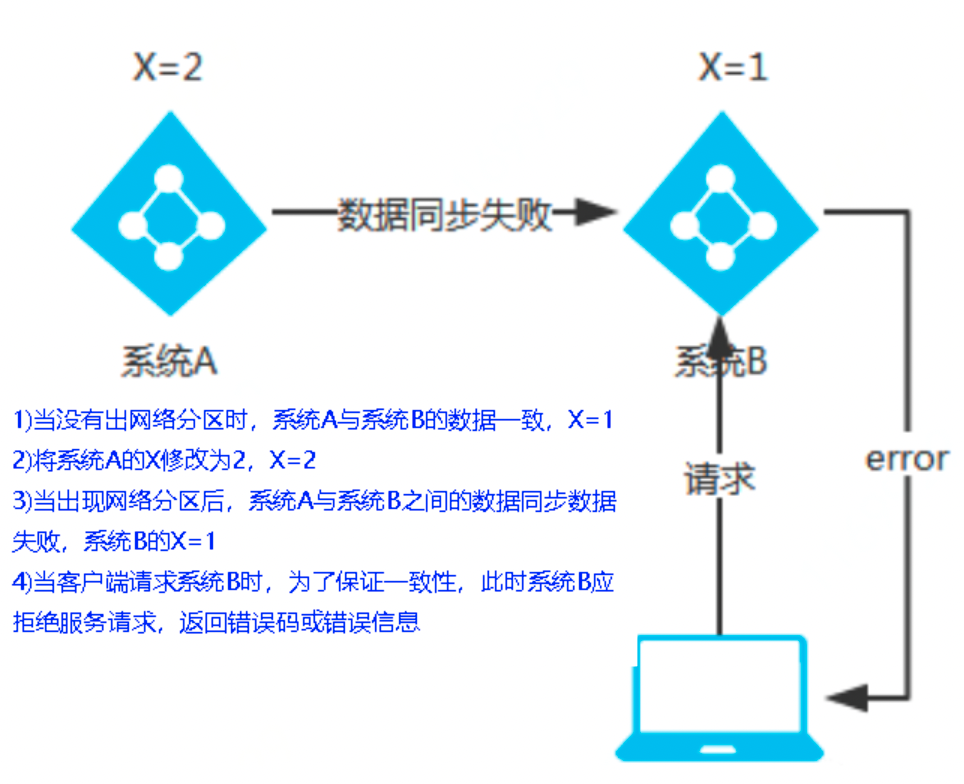 X=2
X=1
数据同步失败
系统A
系统B
1)当没有出网络分区时，系统A与系统B的数据一致，X=1
2)将系统A的X修改为2，X=2
3)当出现网络分区后，系统A与系统B之间的数据同步数据
失败，系统B的X=1
4)当客户端请求系统B时，为了保证一致性，此时系统B应
拒绝服务请求，返回错误码或错误信息
请求
error